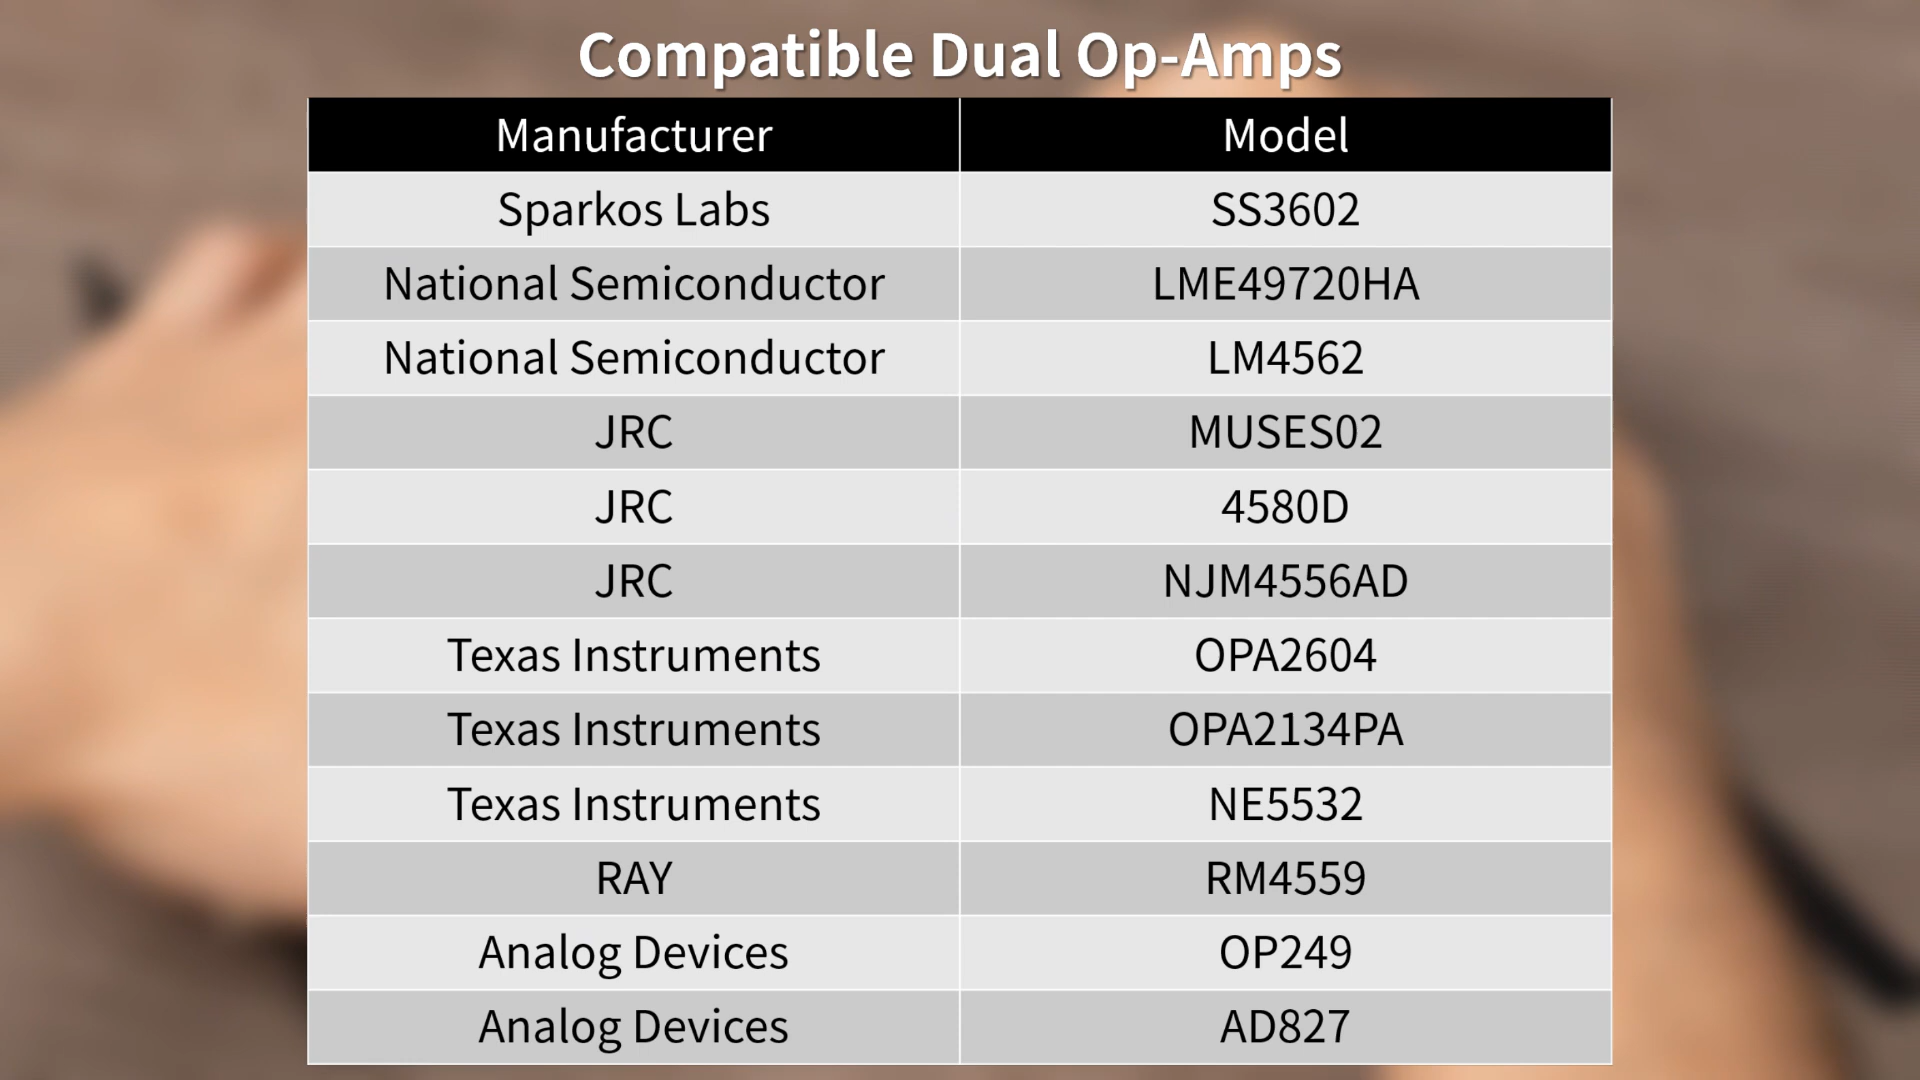 Compatible Dual Op-Amps
Manufacturer Model
Sparkos Labs SS3602
National Semiconductor LME49720HA
National Semiconductor LM4562
JRC MUSES02
JRC 4580D
JRC NJM4556AD
Texas Instruments OPA2604
Texas Instruments OPA2134PA
Texas Instruments NE5532
RAY RM4559
Analog Devices OP249
Analog Devices AD827